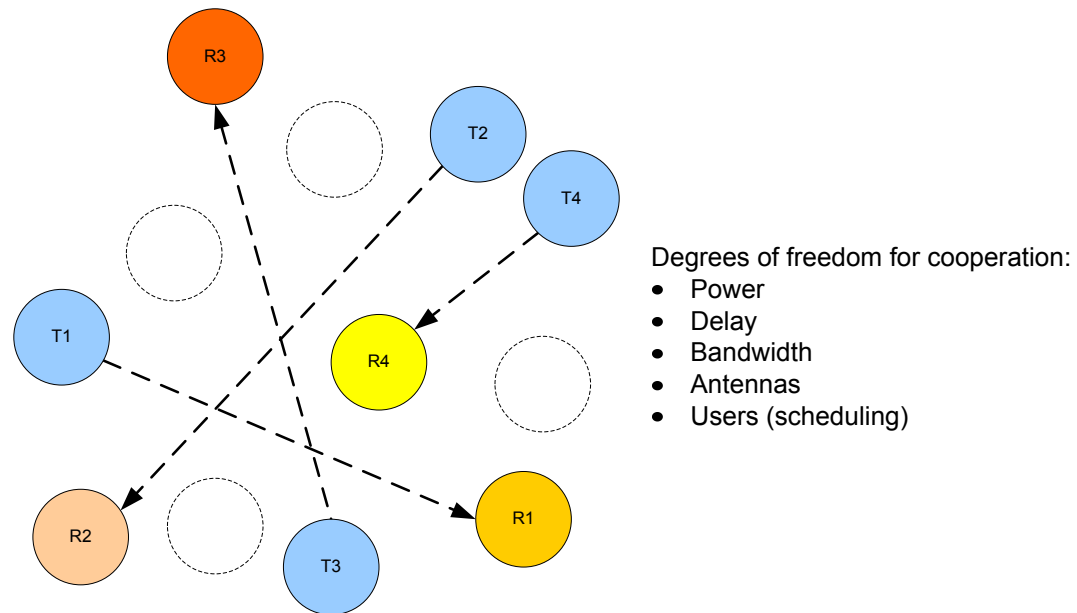 R3
T2
T4
T1
R4
R2
T3
R1
Degrees of freedom for cooperation:
• Power
• Delay
• Bandwidth
• Antennas
• Users (scheduling)